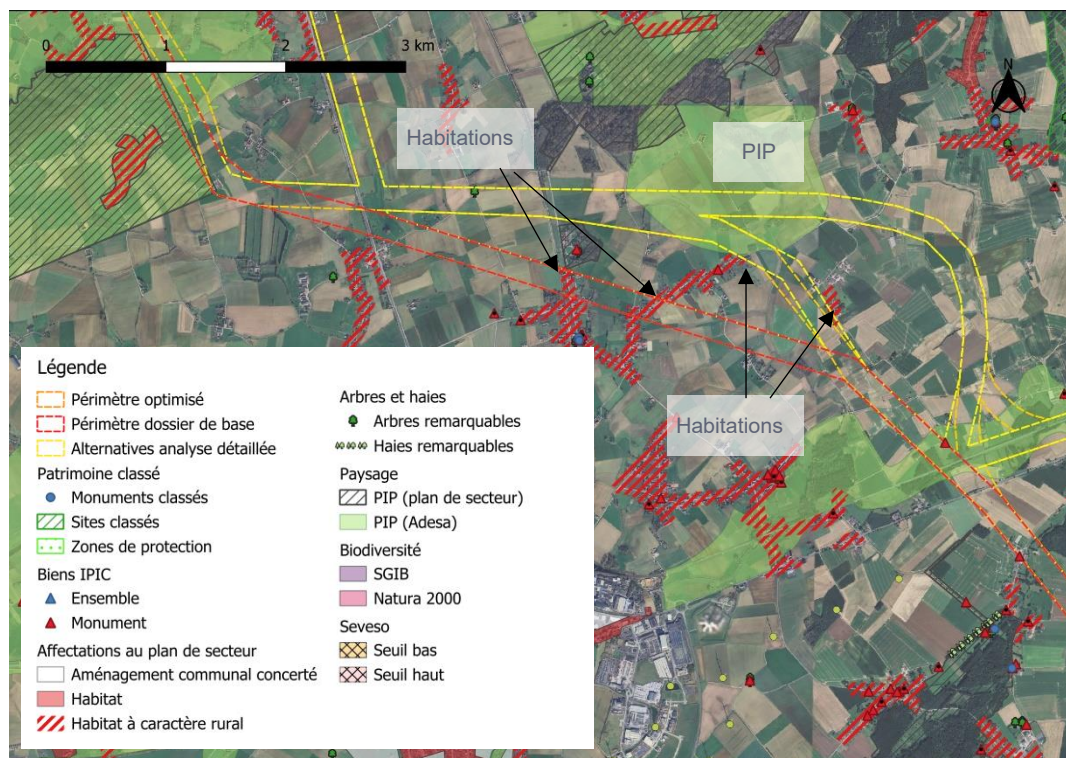 0 1 2 3 km
N
Habitations
PIP
Habitations
Légende
Périmètre optimisé
Périmètre dossier de base
Alternatives analyse détaillée
Patrimoine classé
Monuments classés
Sites classés
Zones de protection
Biens IPIC
Ensemble
Monument
Affectations au plan de secteur
Aménagement communal concerté
Habitat
Habitat à caractère rural
Arbres et haies
Arbres remarquables
Haies remarquables
Paysage
PIP (plan de secteur)
PIP (Adesa)
Biodiversité
SGIB
Natura 2000
Seveso
Seuil bas
Seuil haut